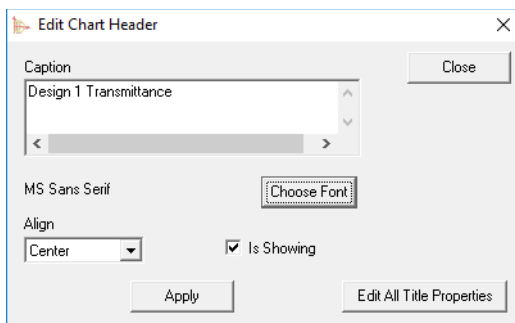 Edit Chart Header
Caption
Close
Design 1 Transmittance
MS Sans Serif
Choose Font
Align
Center
Is Showing
Apply
Edit All Title Properties